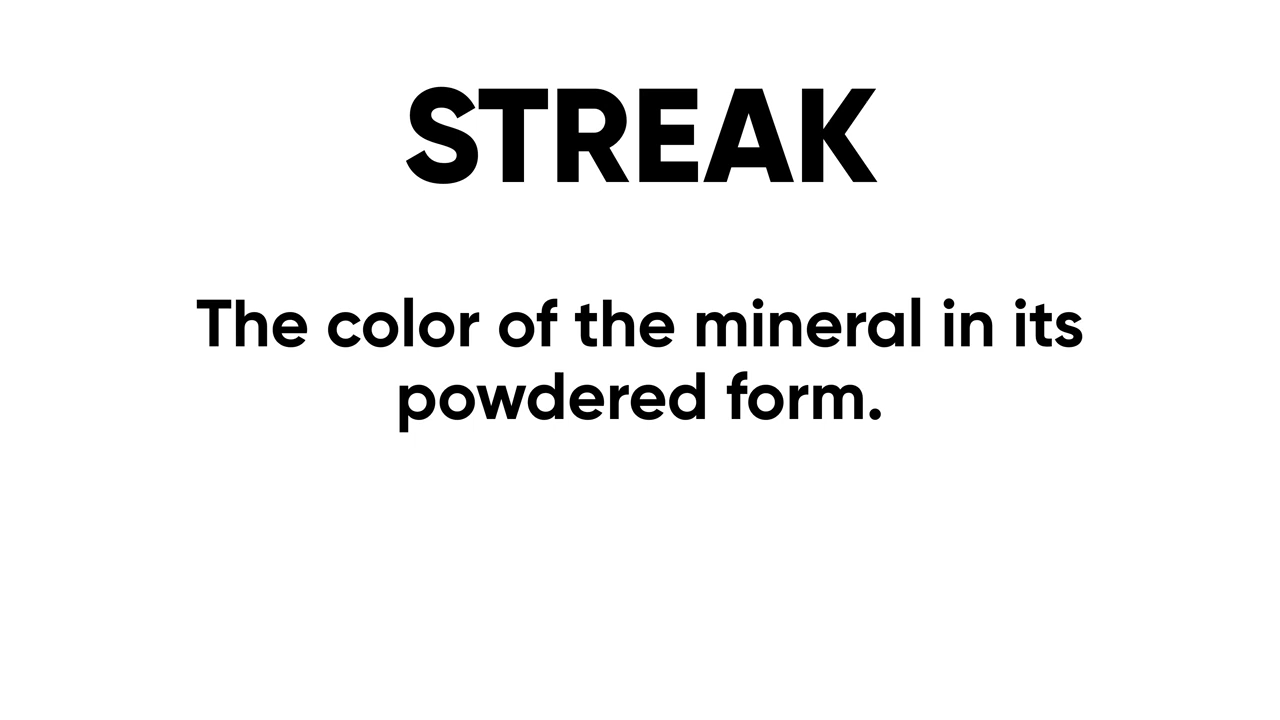 STREAK
The color of the mineral in its
powdered form.